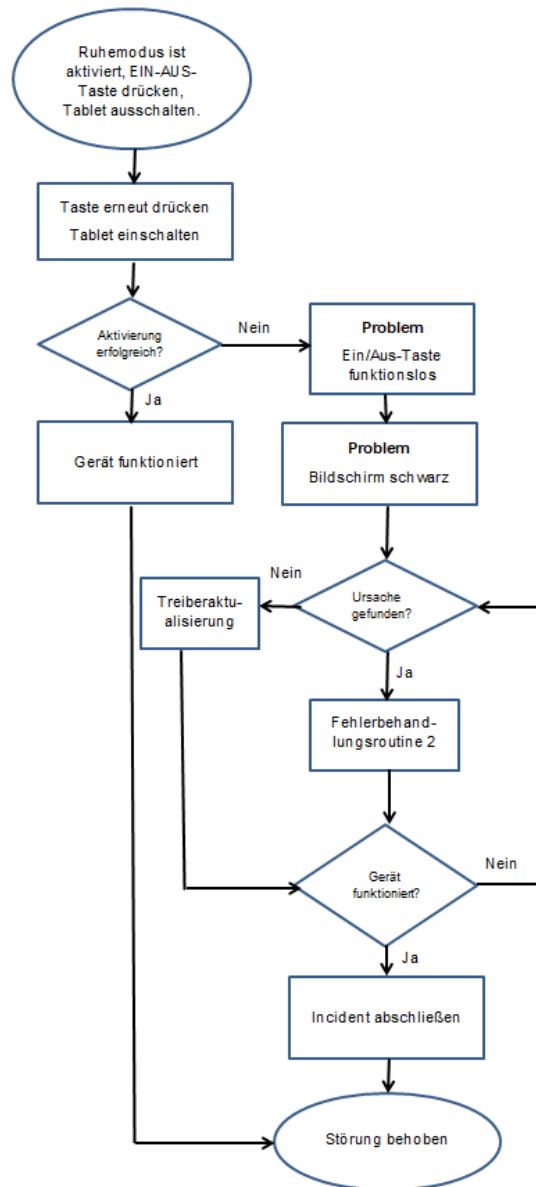 Ruhemodus ist
aktiviert, EIN-AUS-
Taste drücken,
Tablet ausschalten.
Taste erneut drücken
Tablet einschalten
Aktivierung
erfolgreich?
Nein
Problem
Ein/Aus-Taste
funktionslos
Ja
Gerät funktioniert
Problem
Bildschirm schwarz
Nein
Treiberaktu-
alisierung
Ursache
gefunden?
Ja
Fehlerbehand-
lungsroutine 2
Gerät
funktioniert?
Nein
Ja
Incident abschließen
Störung behoben